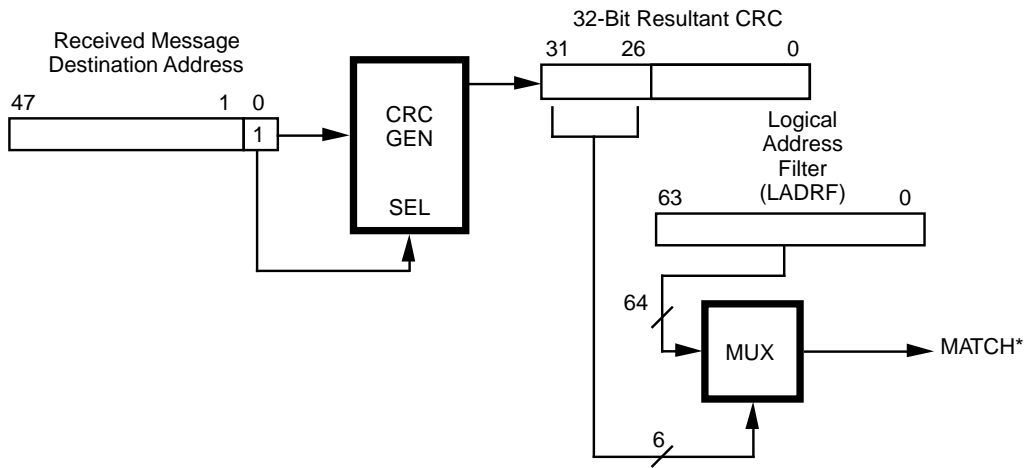 32-Bit Resultant CRC
Received Message
Destination Address
31 26 0
47 1 0
1
CRC
GEN
SEL
Logical
Address
Filter
(LADRF)
63 0
64
MUX
MATCH*
6